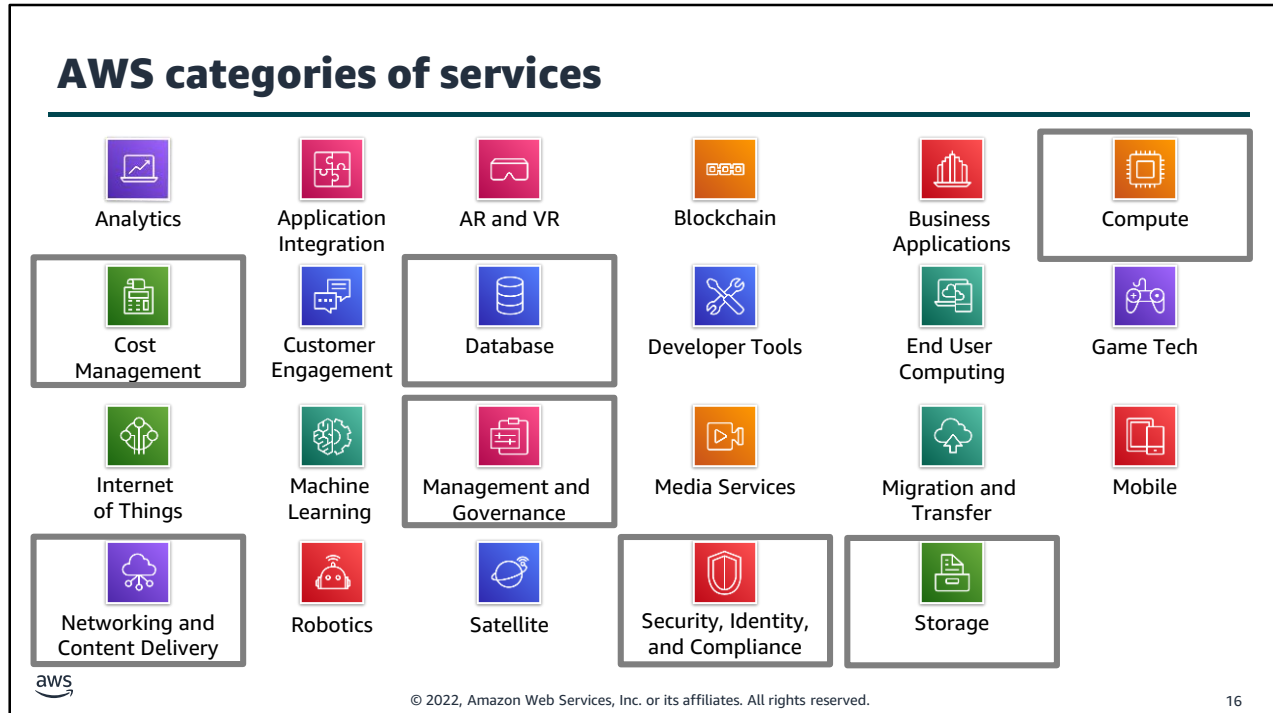 AWS categories of services
Analytics
Application
Integration
AR and VR
Blockchain
Business
Applications
Compute
Cost
Management
Customer
Engagement
Database
Developer Tools
End User
Computing
Game Tech
Internet
of Things
Machine
Learning
Management and
Governance
Media Services
Migration and
Transfer
Mobile
Networking and
Content Delivery
Robotics
Satellite
Security, Identity,
and Compliance
Storage
aws
© 2022, Amazon Web Services, Inc. or its affiliates. All rights reserved.
16